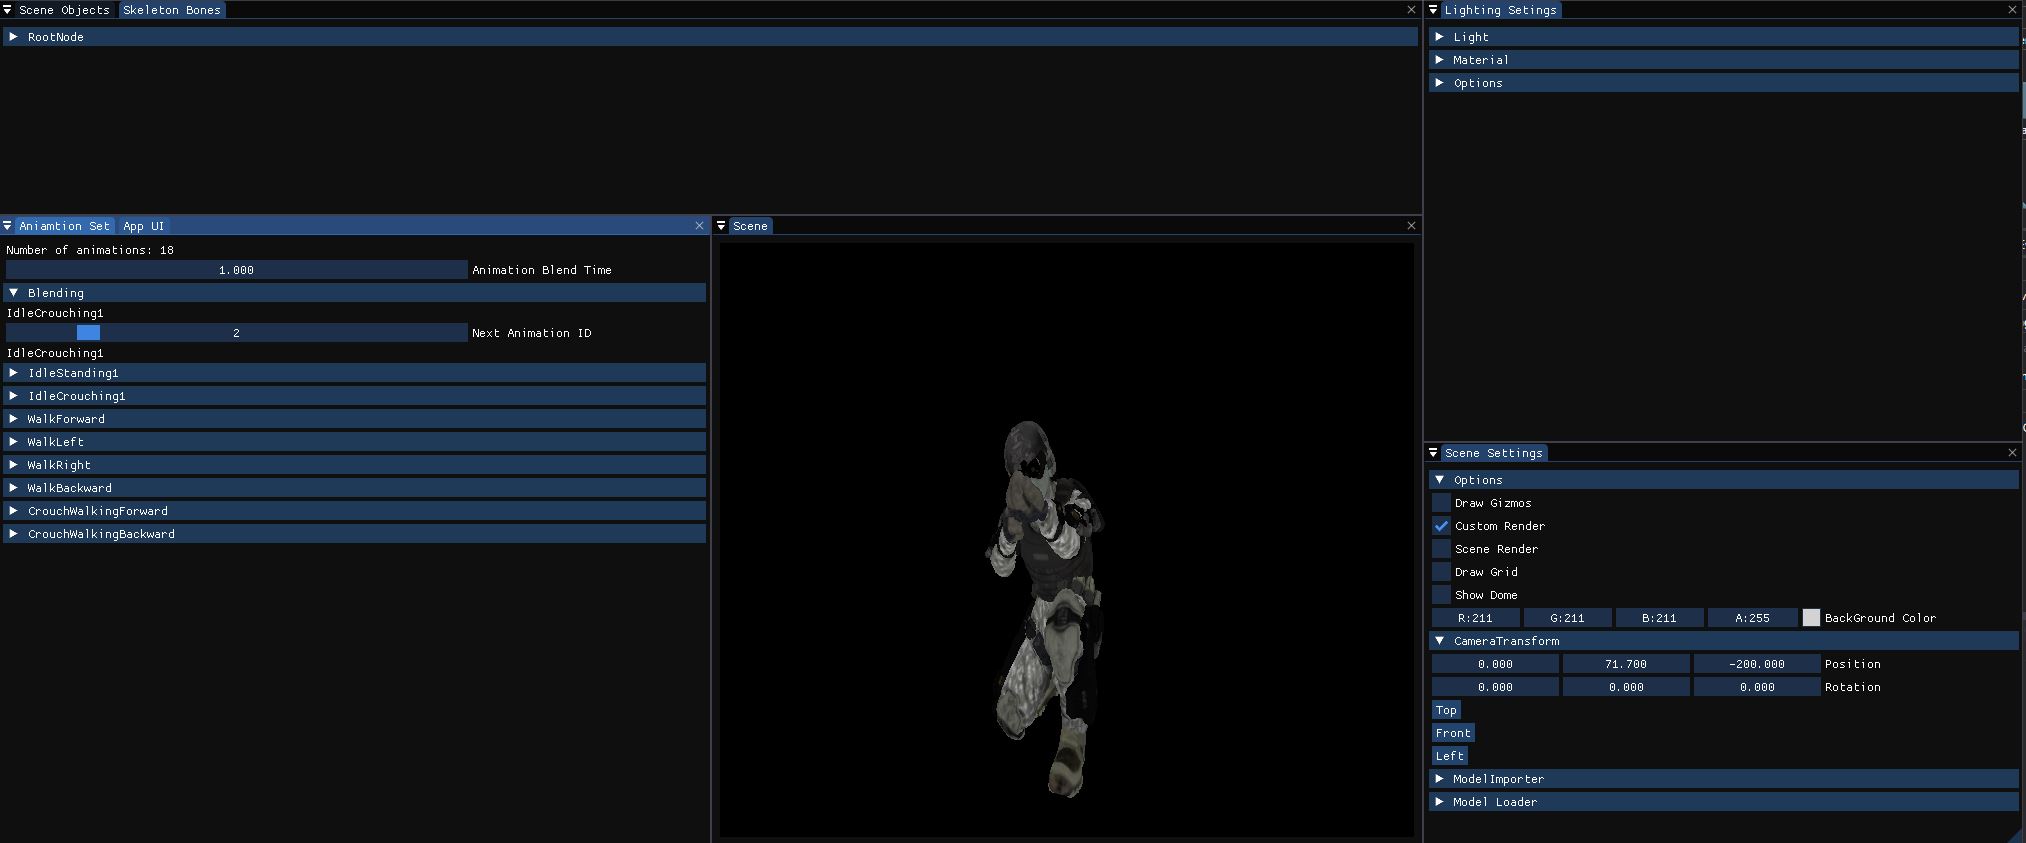 Scene Objects Skeleton Bones
RootNode
Lighting Setings
Light
Material
Options
Aniamtion Set App UI
Number of animations: 18
1.000 Animation Blend Time
Blending
IdleCrouching1
2 Next Animation ID
IdleCrouching1
IdleStanding1
IdleCrouching1
WalkForward
WalkLeft
WalkRight
WalkBackward
CrouchWalkingForward
CrouchWalkingBackward
Scene
Scene Settings
Options
Draw Gizmos
Custom Render
Scene Render
Draw Grid
Show Dome
R:211 G:211 B:211 A:255 BackGround Color
CameraTransform
0.000 71.700 -200.000 Position
0.000 0.000 0.000 Rotation
Top
Front
Left
ModelImporter
Model Loader